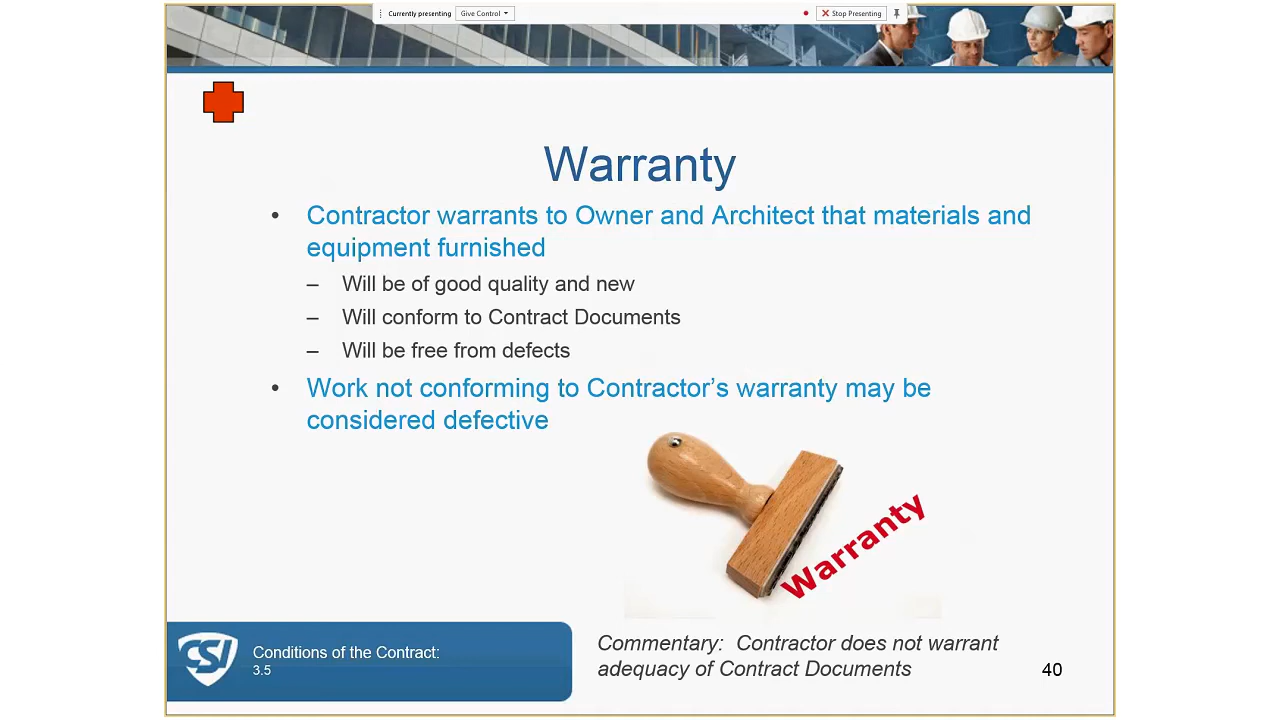 Currently presenting Give Control Stop Presenting
Warranty
• Contractor warrants to Owner and Architect that materials and
equipment furnished
– Will be of good quality and new
– Will conform to Contract Documents
– Will be free from defects
• Work not conforming to Contractor’s warranty may be
considered defective
Warranty
CSI
Conditions of the Contract:
3.5
Commentary: Contractor does not warrant
adequacy of Contract Documents
40